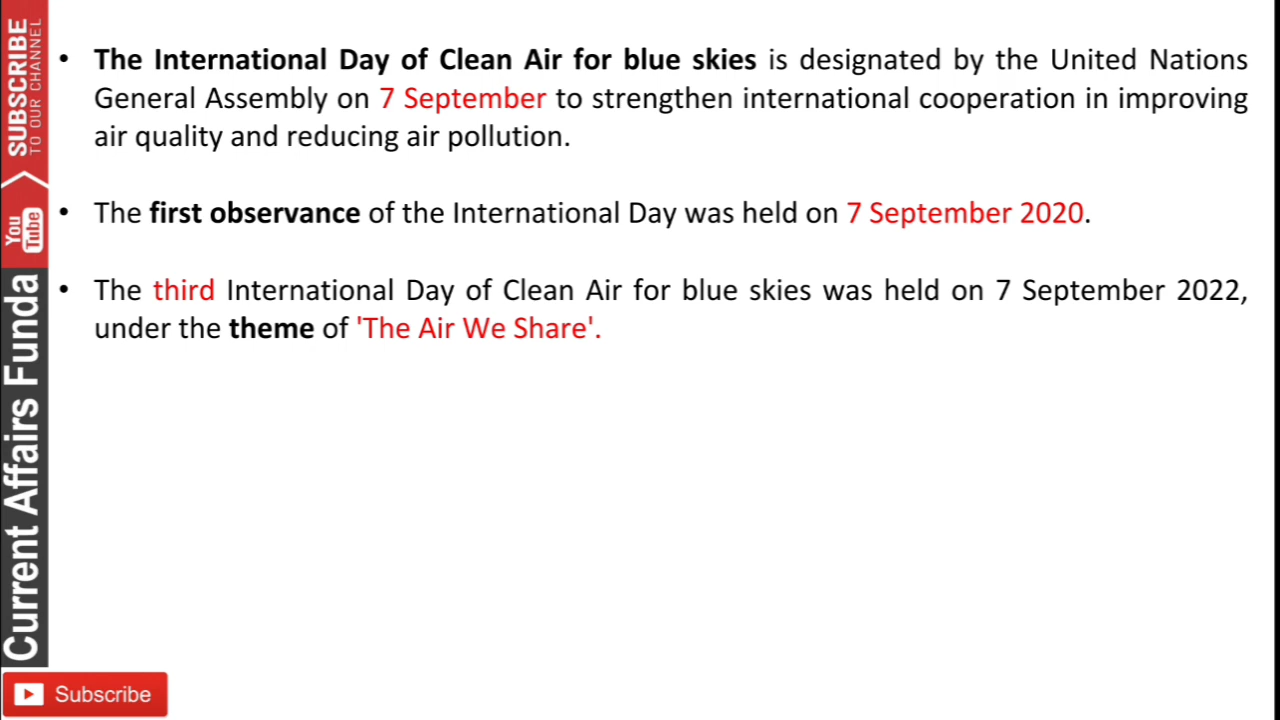 • The International Day of Clean Air for blue skies is designated by the United Nations
General Assembly on 7 September to strengthen international cooperation in improving
air quality and reducing air pollution.
• The first observance of the International Day was held on 7 September 2020.
• The third International Day of Clean Air for blue skies was held on 7 September 2022,
under the theme of 'The Air We Share'.
SUBSCRIBE
TO OUR CHANNEL
You
Tube
Current Affairs Funda
Subscribe